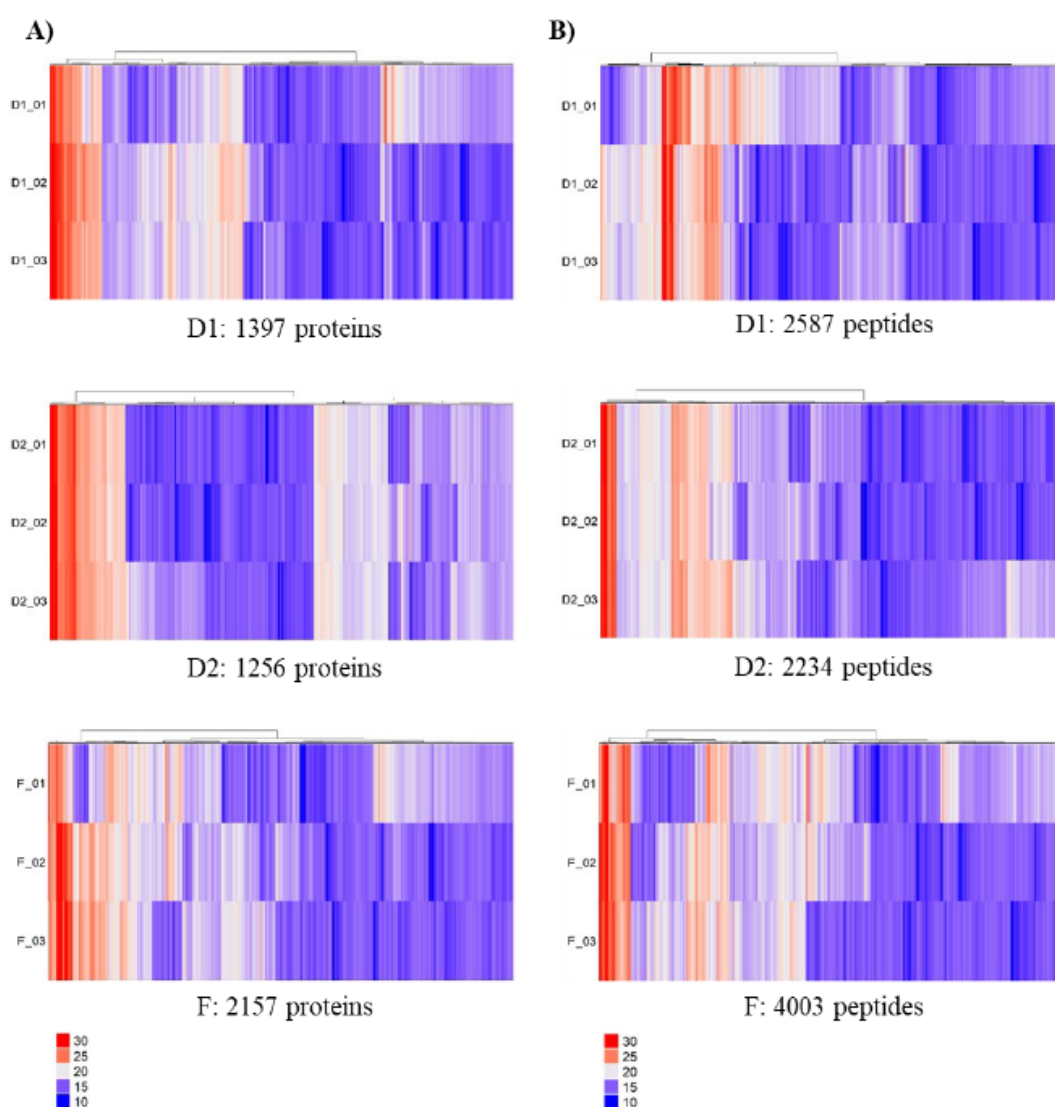 A)
B)
D1_01
D1_02
D1_03
D1: 1397 proteins
D1_01
D1_02
D1_03
D1: 2587 peptides
D2_01
D2_02
D2_03
D2: 1256 proteins
D2_01
D2_02
D2_03
D2: 2234 peptides
F_01
F_02
F_03
F: 2157 proteins
F_01
F_02
F_03
F: 4003 peptides
30
25
20
15
10
30
25
20
15
10